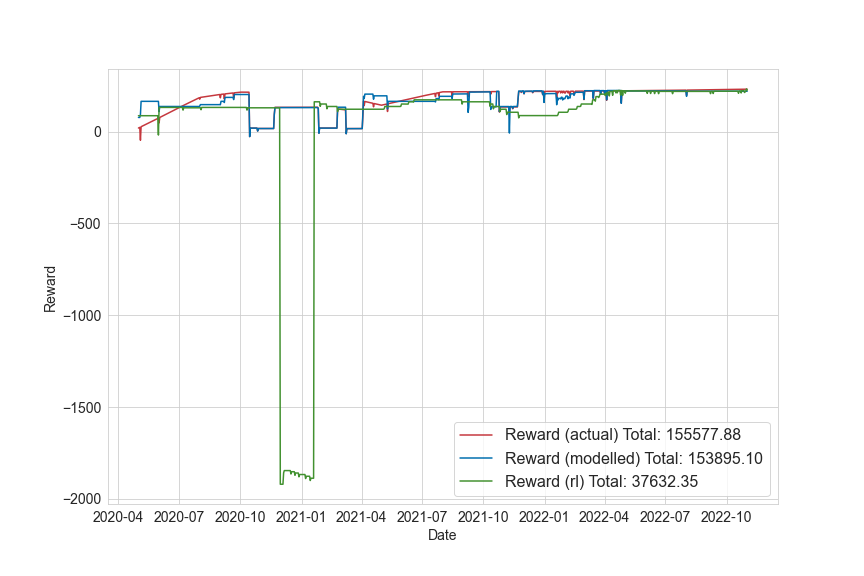 0
−500
−1000
−1500
−2000
Reward
Reward (actual) Total: 155577.88
Reward (modelled) Total: 153895.10
Reward (rl) Total: 37632.35
2020-04 2020-07 2020-10 2021-01 2021-04 2021-07 2021-10 2022-01 2022-04 2022-07 2022-10
Date